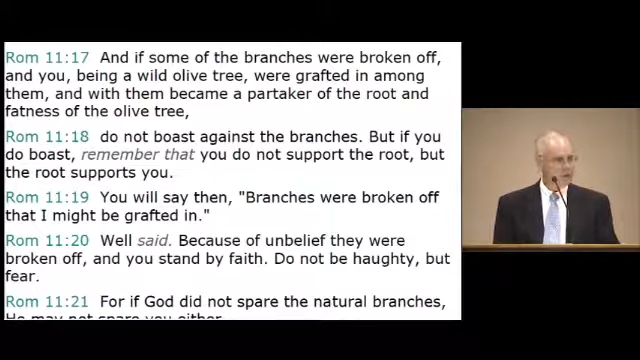 Rom 11:17 And if some of the branches were broken off,
and you, being a wild olive tree, were grafted in among
them, and with them became a partaker of the root and
fatness of the olive tree,
Rom 11:18 do not boast against the branches. But if you
do boast, remember that you do not support the root, but
the root supports you.
Rom 11:19 You will say then, "Branches were broken off
that I might be grafted in."
Rom 11:20 Well said. Because of unbelief they were
broken off, and you stand by faith. Do not be haughty, but
fear.
Rom 11:21 For if God did not spare the natural branches,
He may not spare you either